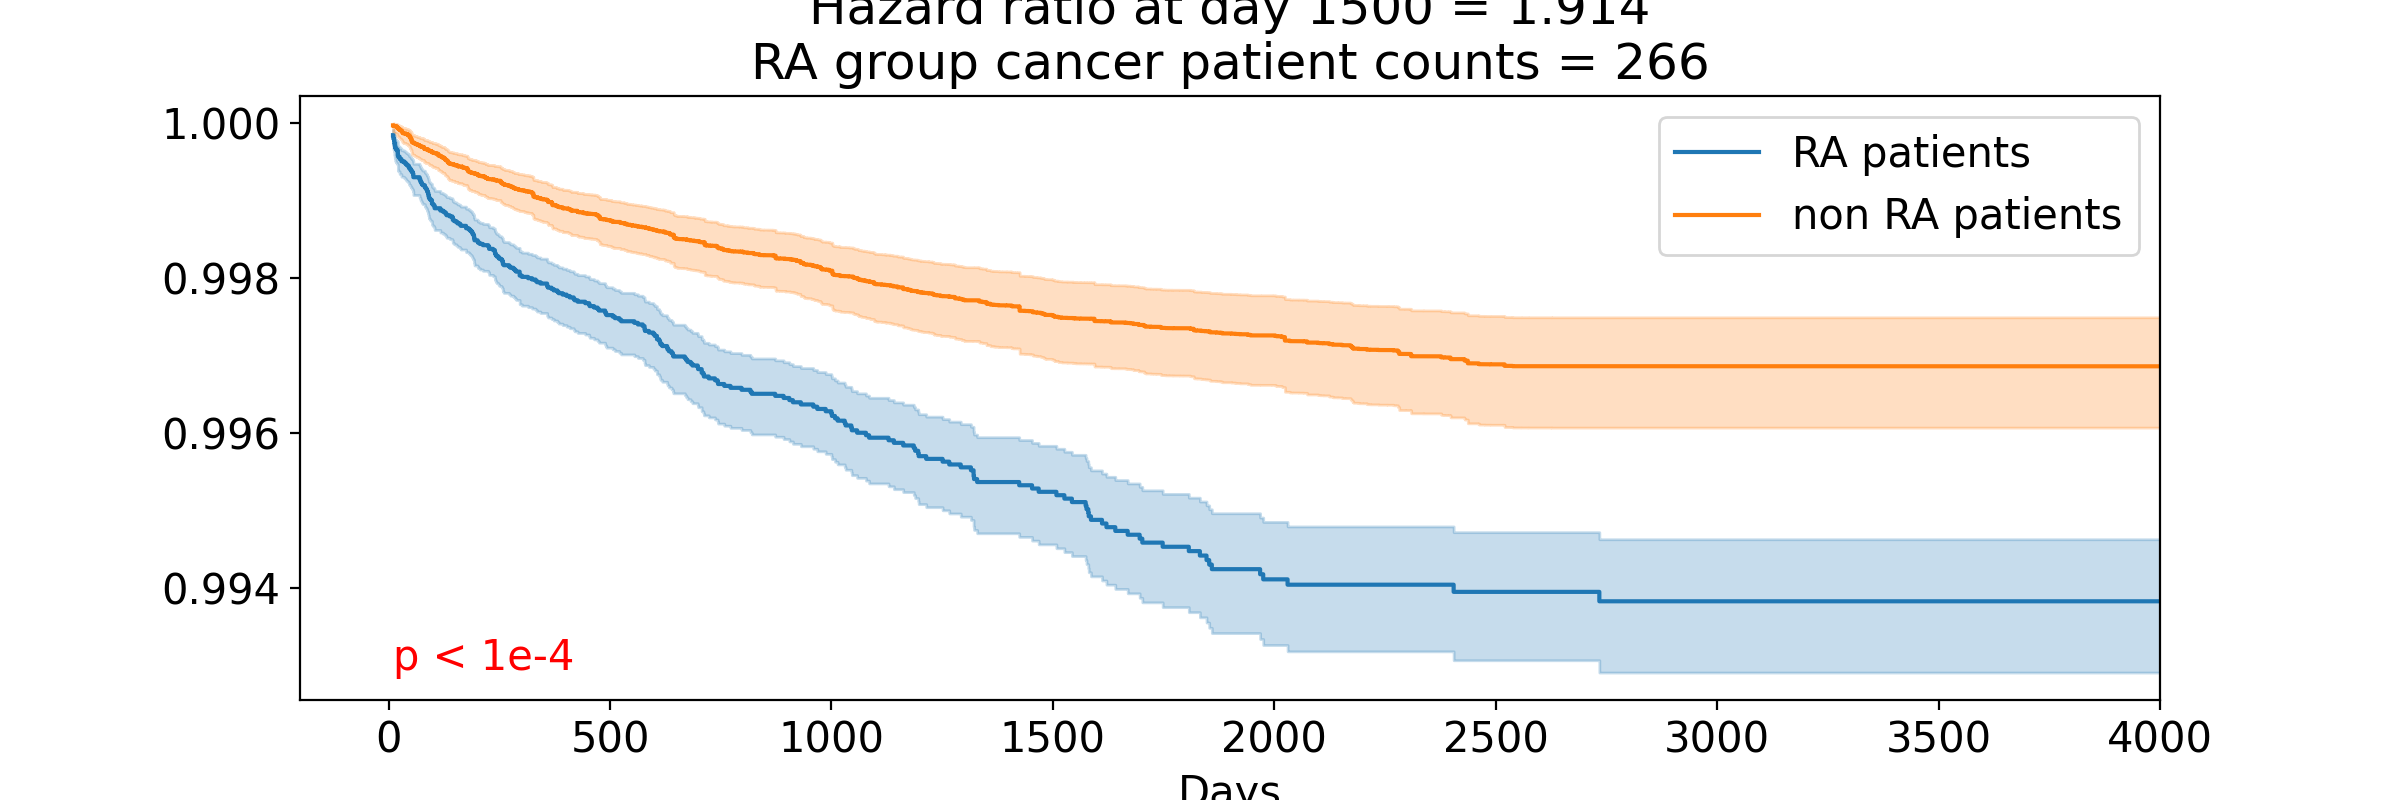 Hazard ratio at day 1500 = 1.914
RA group cancer patient counts = 266
1.000
0.998
0.996
0.994
RA patients
non RA patients
p < 1e-4
0 500 1000 1500 2000 2500 3000 3500 4000
Days